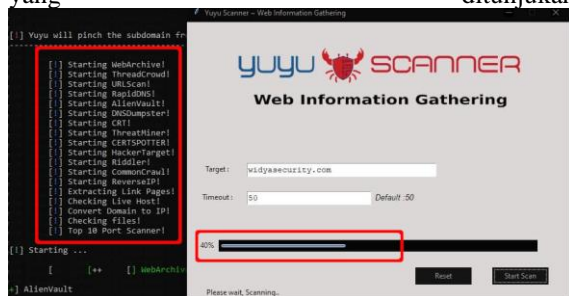 yang ditunjukan
Yuyu Scanner – Web Information Gathering
[!] Yuyu will pinch the subdomain fr
[!] Starting WebArchive!
[!] Starting ThreadCrowd!
[!] Starting URLScan!
[!] Starting RapidDNS!
[!] Starting AlienVault!
[!] Starting DNSDumpster!
[!] Starting CRT!
[!] Starting ThreatMiner!
[!] Starting CERTSPOTTER!
[!] Starting HackerTarget!
[!] Starting Riddler!
[!] Starting CommonCrawl!
[!] Starting ReverseIP!
[!] Extracting Link Pages!
[!] Checking Live Host!
[!] Convert Domain to IP!
[!] Checking files!
[!] Top 10 Port Scanner!
[!] Starting ...
[ [++ [] WebArchiv
+] AlienVault
YUYU SCANNER
Web Information Gathering
Target: widyasecurity.com
Timeout: 50 Default :50
40%
Reset Start Scan
Please wait, Scanning..